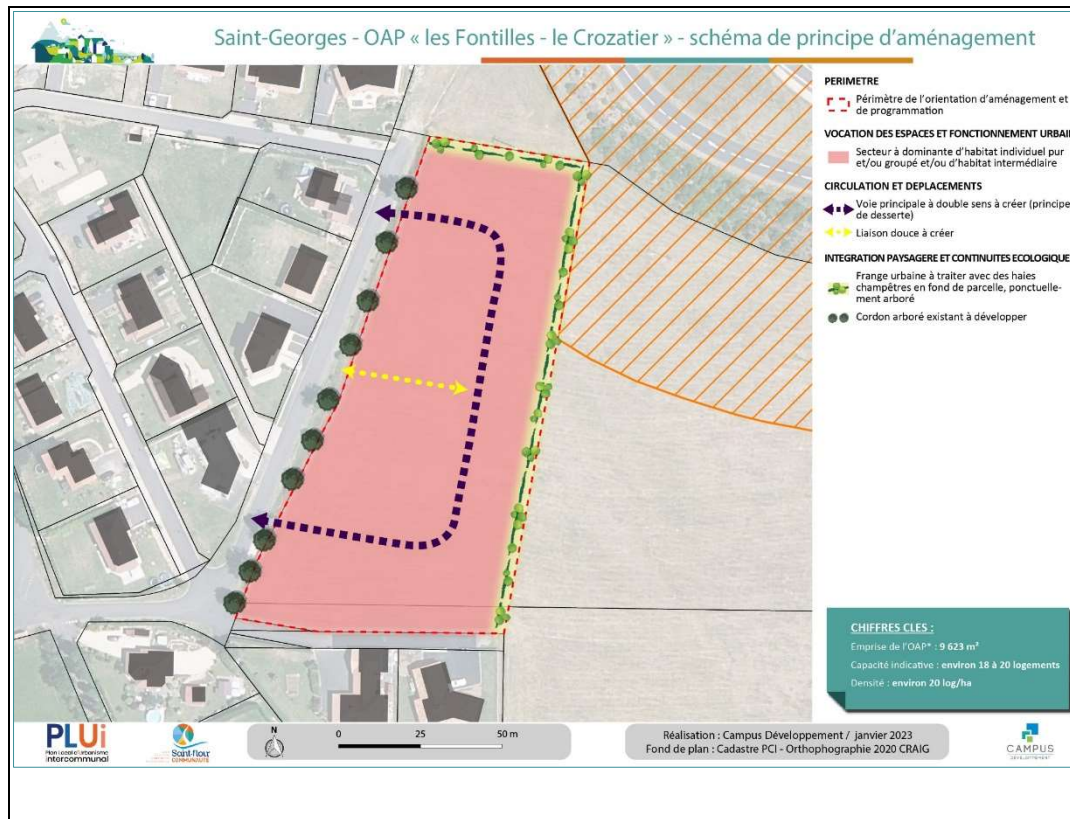 Saint-Georges - OAP « les Fontilles - le Crozatier » - schéma de principe d'aménagement
PERIMETRE
Périmètre de l'orientation d'aménagement et
de programmation
VOCATION DES ESPACES ET FONCTIONNEMENT URBAI
Secteur à dominante d'habitat individuel pur
et/ou groupé et/ou d'habitat intermédiaire
CIRCULATION ET DEPLACEMENTS
Voie principale à double sens à créer (principe
de desserte)
Liaison douce à créer
INTEGRATION PAYSAGERE ET CONTINUITES ECOLOGIQUE
Frange urbaine à traiter avec des haies
champêtres en fond de parcelle, ponctuelle-
ment arboré
Cordon arboré existant à développer
CHIFFRES CLES :
Emprise de l'OAP* : 9 623 m²
Capacité indicative : environ 18 à 20 logements
Densité : environ 20 log/ha
PLUi
Plan Local d'Urbanisme
intercommunal
Saint-Flour
COMMUNAUTÉ
N
0 25 50 m
Réalisation : Campus Développement / janvier 2023
Fond de plan : Cadastre PCI - Orthophographie 2020 CRAIG
CAMPUS
DÉVELOPPEMENT